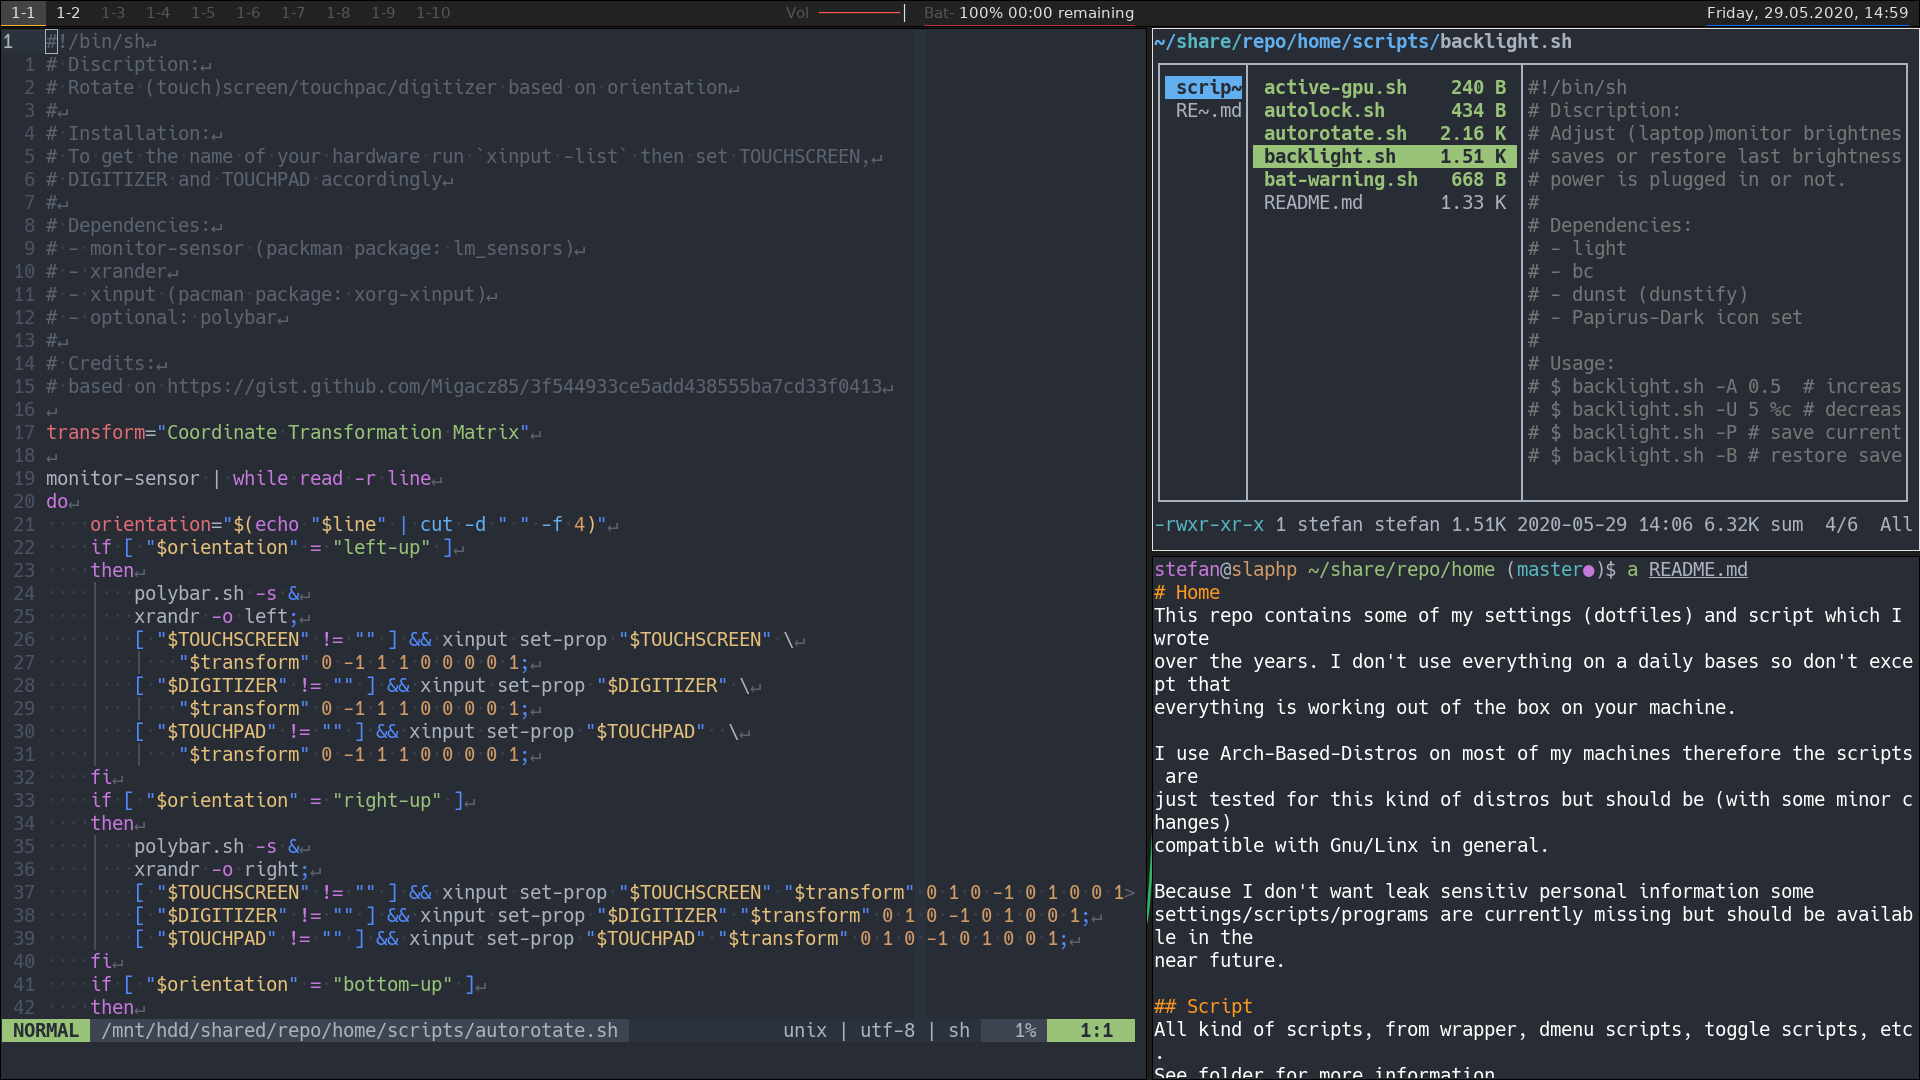 1-1 1-2 1-3 1-4 1-5 1-6 1-7 1-8 1-9 1-10 Vol Bat- 100% 00:00 remaining Friday, 29.05.2020, 14:59
1 #!/bin/sh↵
1 # Discription:↵
2 # Rotate (touch)screen/touchpac/digitizer based on orientation↵
3 #↵
4 # Installation:↵
5 # To get the name of your hardware run `xinput -list` then set TOUCHSCREEN,↵
6 # DIGITIZER and TOUCHPAD accordingly↵
7 #↵
8 # Dependencies:↵
9 # - monitor-sensor (packman package: lm_sensors)↵
10 # - xrander↵
11 # - xinput (pacman package: xorg-xinput)↵
12 # - optional: polybar↵
13 #↵
14 # Credits:↵
15 # based on https://gist.github.com/Migacz85/3f544933ce5add438555ba7cd33f0413↵
16 ↵
17 transform="Coordinate Transformation Matrix"↵
18 ↵
19 monitor-sensor | while read -r line↵
20 do↵
21 ····orientation="$(echo "$line" | cut -d " " -f 4)"↵
22 ····if [ "$orientation" = "left-up" ]↵
23 ····then↵
24 ····│···polybar.sh -s &↵
25 ····│···xrandr -o left;↵
26 ····│···[ "$TOUCHSCREEN" != "" ] && xinput set-prop "$TOUCHSCREEN" \↵
27 ····│···│···"$transform" 0 -1 1 1 0 0 0 0 1;↵
28 ····│···[ "$DIGITIZER" != "" ] && xinput set-prop "$DIGITIZER" \↵
29 ····│···│···"$transform" 0 -1 1 1 0 0 0 0 1;↵
30 ····│···[ "$TOUCHPAD" != "" ] && xinput set-prop "$TOUCHPAD"  \↵
31 ····│···│···"$transform" 0 -1 1 1 0 0 0 0 1;↵
32 ····fi↵
33 ····if [ "$orientation" = "right-up" ]↵
34 ····then↵
35 ····│···polybar.sh -s &↵
36 ····│···xrandr -o right;↵
37 ····│···[ "$TOUCHSCREEN" != "" ] && xinput set-prop "$TOUCHSCREEN" "$transform" 0 1 0 -1 0 1 0 0 1>
38 ····│···[ "$DIGITIZER" != "" ] && xinput set-prop "$DIGITIZER" "$transform" 0 1 0 -1 0 1 0 0 1;↵
39 ····│···[ "$TOUCHPAD" != "" ] && xinput set-prop "$TOUCHPAD" "$transform" 0 1 0 -1 0 1 0 0 1;↵
40 ····fi↵
41 ····if [ "$orientation" = "bottom-up" ]↵
42 ····then↵
NORMAL /mnt/hdd/shared/repo/home/scripts/autorotate.sh unix | utf-8 | sh 1% 1:1
~/share/repo/home/scripts/backlight.sh
scrip~
RE~.md
active-gpu.sh 240 B
autolock.sh 434 B
autorotate.sh 2.16 K
backlight.sh 1.51 K
bat-warning.sh 668 B
README.md 1.33 K
#!/bin/sh
# Discription:
# Adjust (laptop)monitor brightnes
# saves or restore last brightness
# power is plugged in or not.
#
# Dependencies:
# - light
# - bc
# - dunst (dunstify)
# - Papirus-Dark icon set
#
# Usage:
# $ backlight.sh -A 0.5  # increas
# $ backlight.sh -U 5 %c # decreas
# $ backlight.sh -P # save current
# $ backlight.sh -B # restore save
-rwxr-xr-x 1 stefan stefan 1.51K 2020-05-29 14:06 6.32K sum  4/6  All
stefan@slaphp ~/share/repo/home (master●)$ a README.md
# Home
This repo contains some of my settings (dotfiles) and script which I
wrote
over the years. I don't use everything on a daily bases so don't exce
pt that
everything is working out of the box on your machine.
I use Arch-Based-Distros on most of my machines therefore the scripts
are
just tested for this kind of distros but should be (with some minor c
hanges)
compatible with Gnu/Linx in general.
Because I don't want leak sensitiv personal information some
settings/scripts/programs are currently missing but should be availab
le in the
near future.
## Script
All kind of scripts, from wrapper, dmenu scripts, toggle scripts, etc
.
See folder for more information